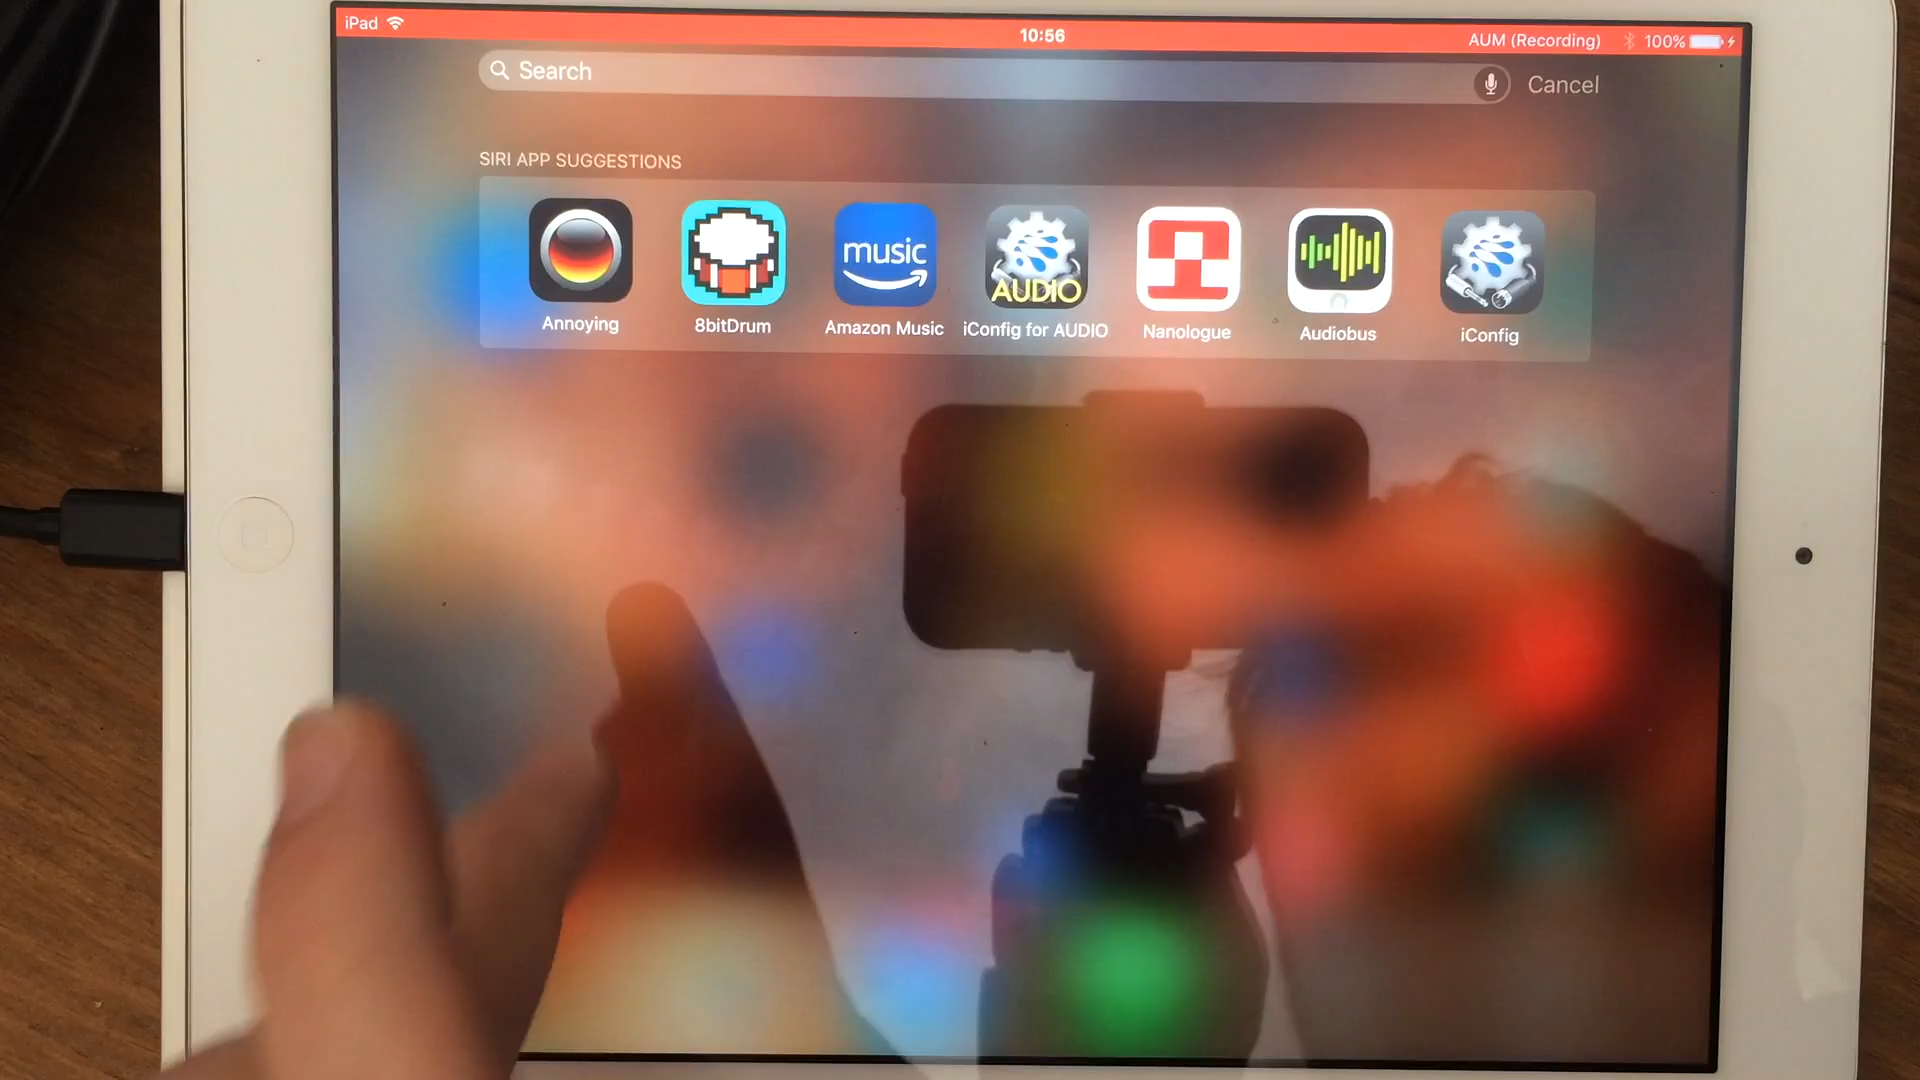 iPad 10:56 AUM (Recording) 100%
Search Cancel
SIRI APP SUGGESTIONS
music AUDIO
Annoying 8bitDrum Amazon Music iConfig for AUDIO Nanologue Audiobus iConfig